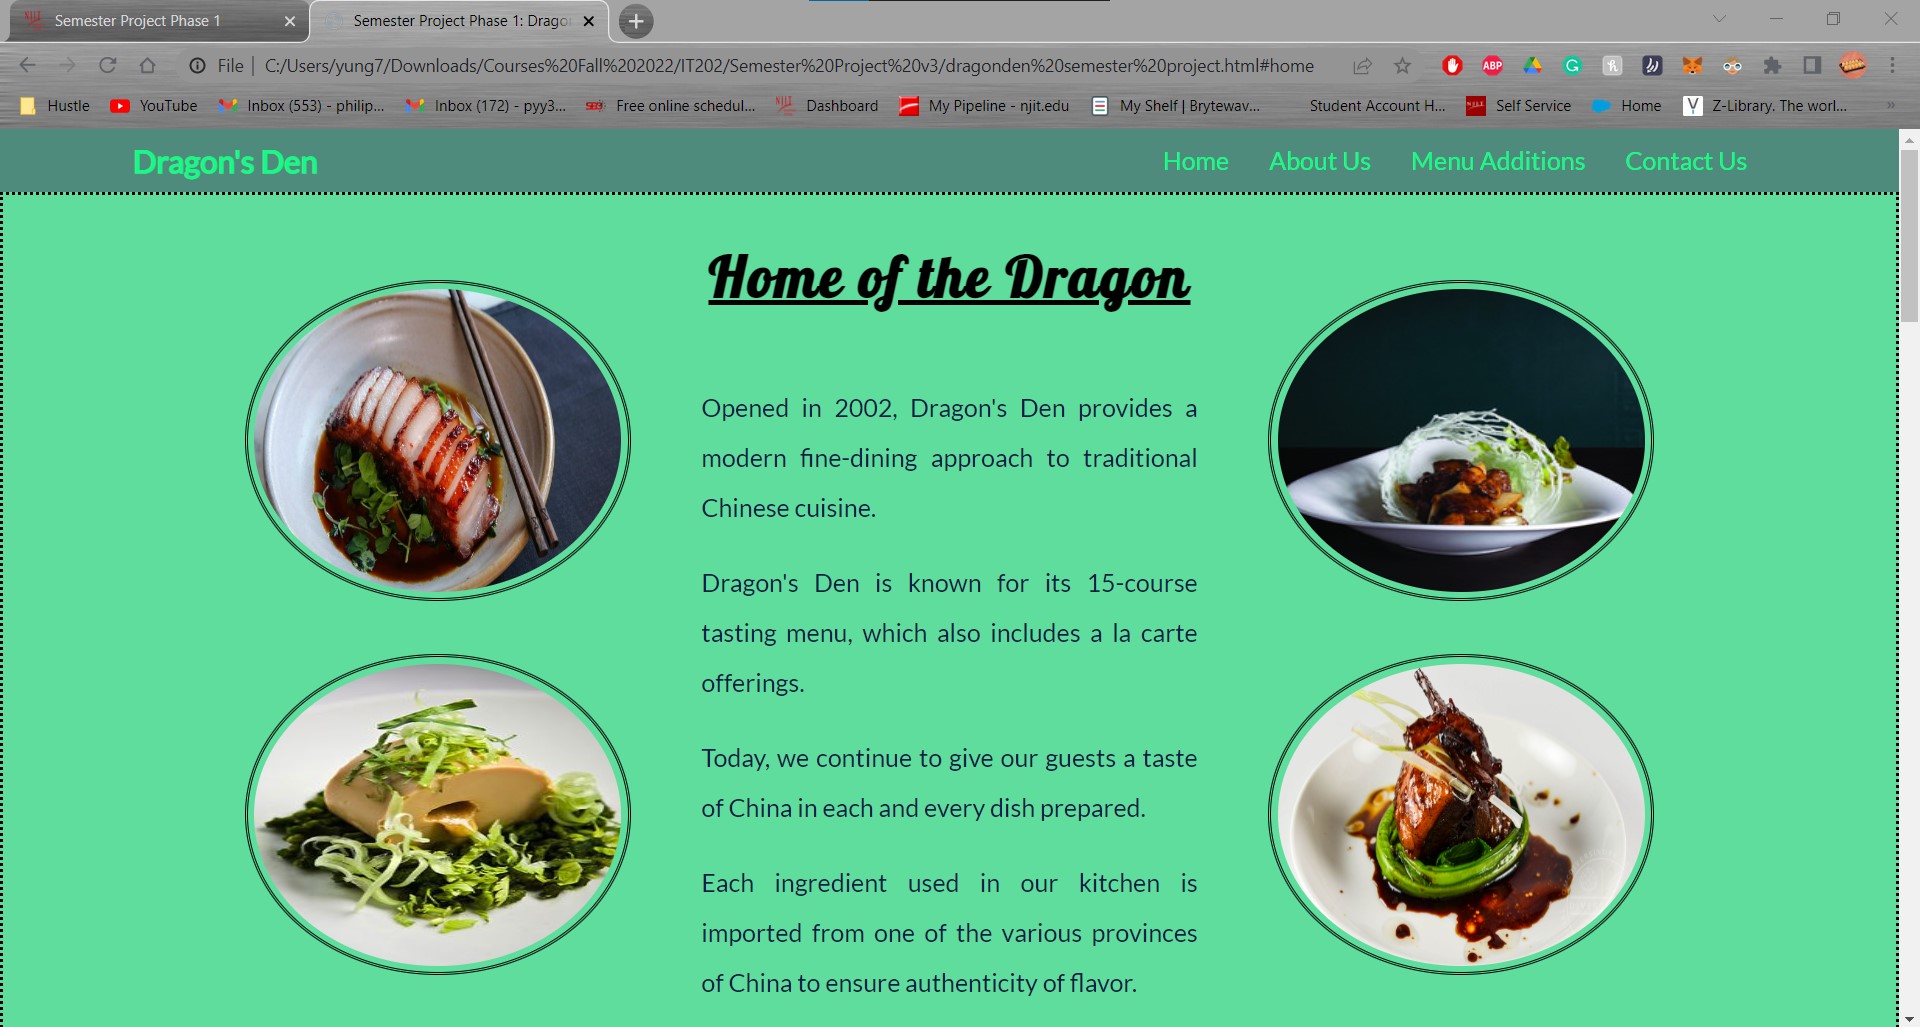 Semester Project Phase 1
Semester Project Phase 1: Drago
File | C:/Users/yung7/Downloads/Courses%20Fall%202022/IT202/Semester%20Project%20v3/dragonden%20semester%20project.html#home
ABP
Hustle YouTube Inbox (553) - philip... Inbox (172) - pyy3... Free online schedul... Dashboard My Pipeline - njit.edu My Shelf | Brytewav... Student Account H... Self Service Home Z-Library. The worl... »
Dragon's Den Home About Us Menu Additions Contact Us
Home of the Dragon
Opened in 2002, Dragon's Den provides a
modern fine-dining approach to traditional
Chinese cuisine.
Dragon's Den is known for its 15-course
tasting menu, which also includes a la carte
offerings.
Today, we continue to give our guests a taste
of China in each and every dish prepared.
Each ingredient used in our kitchen is
imported from one of the various provinces
of China to ensure authenticity of flavor.